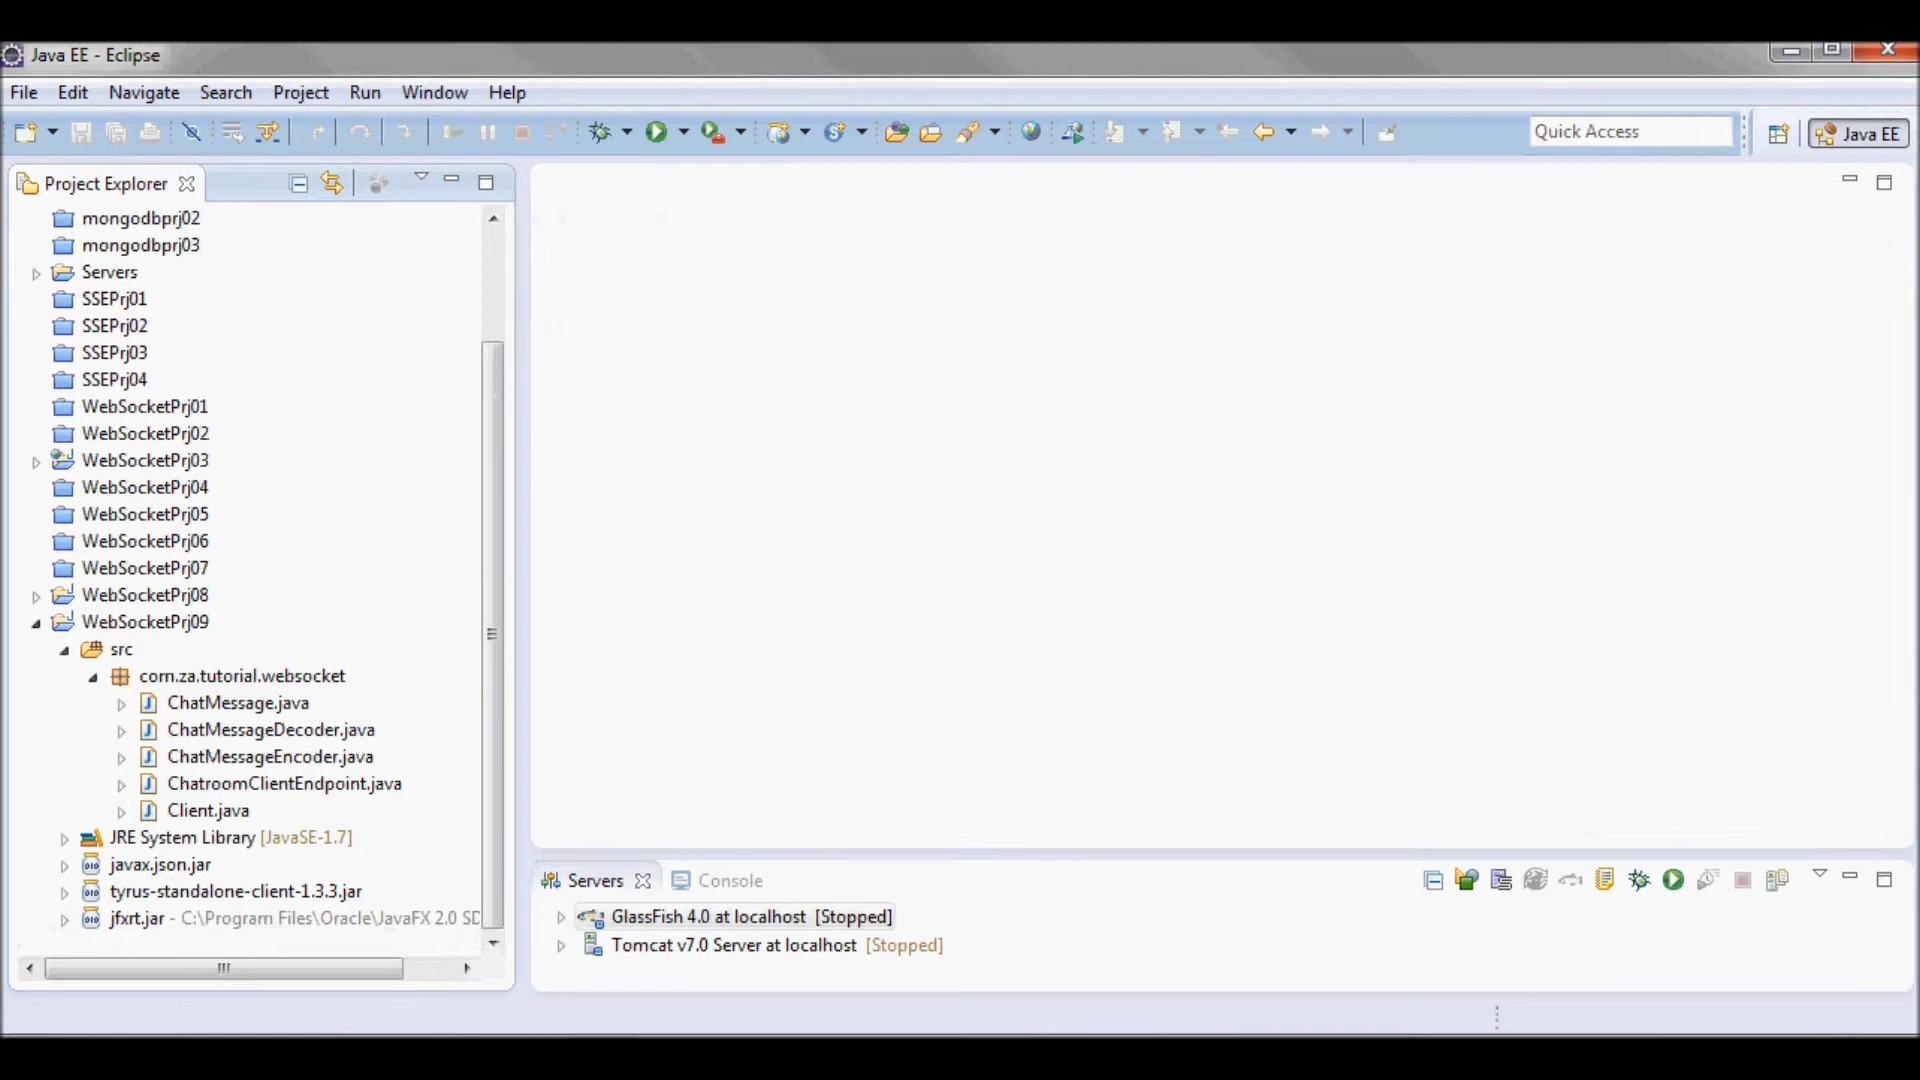 Java EE - Eclipse
File Edit Navigate Search Project Run Window Help
Quick Access
Java EE
Project Explorer
mongodbprj02
mongodbprj03
Servers
SSEPrj01
SSEPrj02
SSEPrj03
SSEPrj04
WebSocketPrj01
WebSocketPrj02
WebSocketPrj03
WebSocketPrj04
WebSocketPrj05
WebSocketPrj06
WebSocketPrj07
WebSocketPrj08
WebSocketPrj09
src
com.za.tutorial.websocket
ChatMessage.java
ChatMessageDecoder.java
ChatMessageEncoder.java
ChatroomClientEndpoint.java
Client.java
JRE System Library [JavaSE-1.7]
javax.json.jar
tyrus-standalone-client-1.3.3.jar
jfxrt.jar - C:\Program Files\Oracle\JavaFX 2.0 SD
Servers Console
GlassFish 4.0 at localhost [Stopped]
Tomcat v7.0 Server at localhost [Stopped]